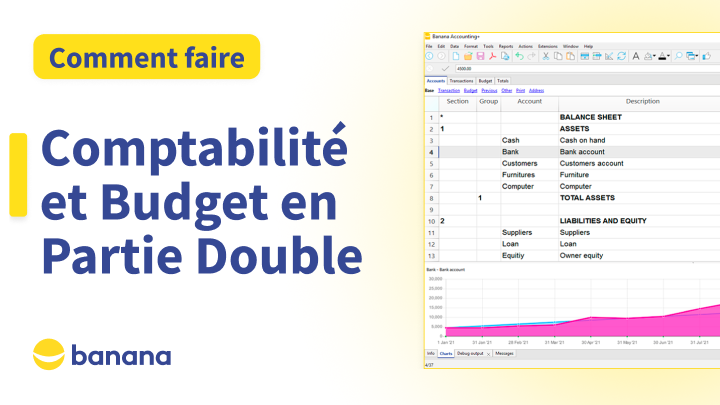 Comment faire
Comptabilité
et Budget en
Partie Double
banana
Banana Accounting+
File Edit Data Format Tools Reports Actions Extensions Window Help
4500.00
Accounts Transactions Budget Totals
Base Transaction Budget Previous Other Print Address
Section Group Account Description
1 * BALANCE SHEET
2 1 ASSETS
3 Cash Cash on hand
4 Bank Bank account
5 Customers Customers account
6 Furnitures Furniture
7 Computer Computer
8 1 TOTAL ASSETS
9
10 2 LIABILITIES AND EQUITY
11 Suppliers Suppliers
12 Loan Loan
13 Equitiy Owner equity
Bank - Bank account
30,000
25,000
20,000
15,000
10,000
5,000
0
1 Jan '21 31 Jan '21 28 Feb '21 31 Mar '21 30 Apr '21 31 May '21 30 Jun '21 31 Jul '21
Info Charts Debug output Messages
4/37